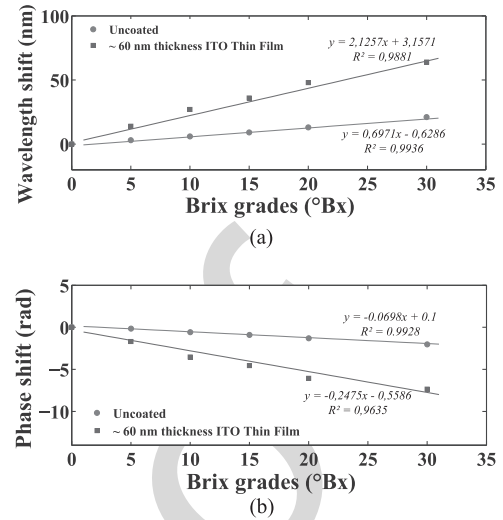 Wavelength shift (nm)
100
50
0
Uncoated
~ 60 nm thickness ITO Thin Film
y = 2,1257x + 3,1571
R² = 0,9881
y = 0,6971x - 0,6286
R² = 0,9936
0 5 10 15 20 25 30 35
Brix grades (°Bx)
(a)
Phase shift (rad)
5
0
−5
−10
y = -0.0698x + 0.1
R² = 0.9928
y = -0,2475x - 0,5586
R² = 0,9635
Uncoated
~ 60 nm thickness ITO Thin Film
0 5 10 15 20 25 30 35
Brix grades (°Bx)
(b)